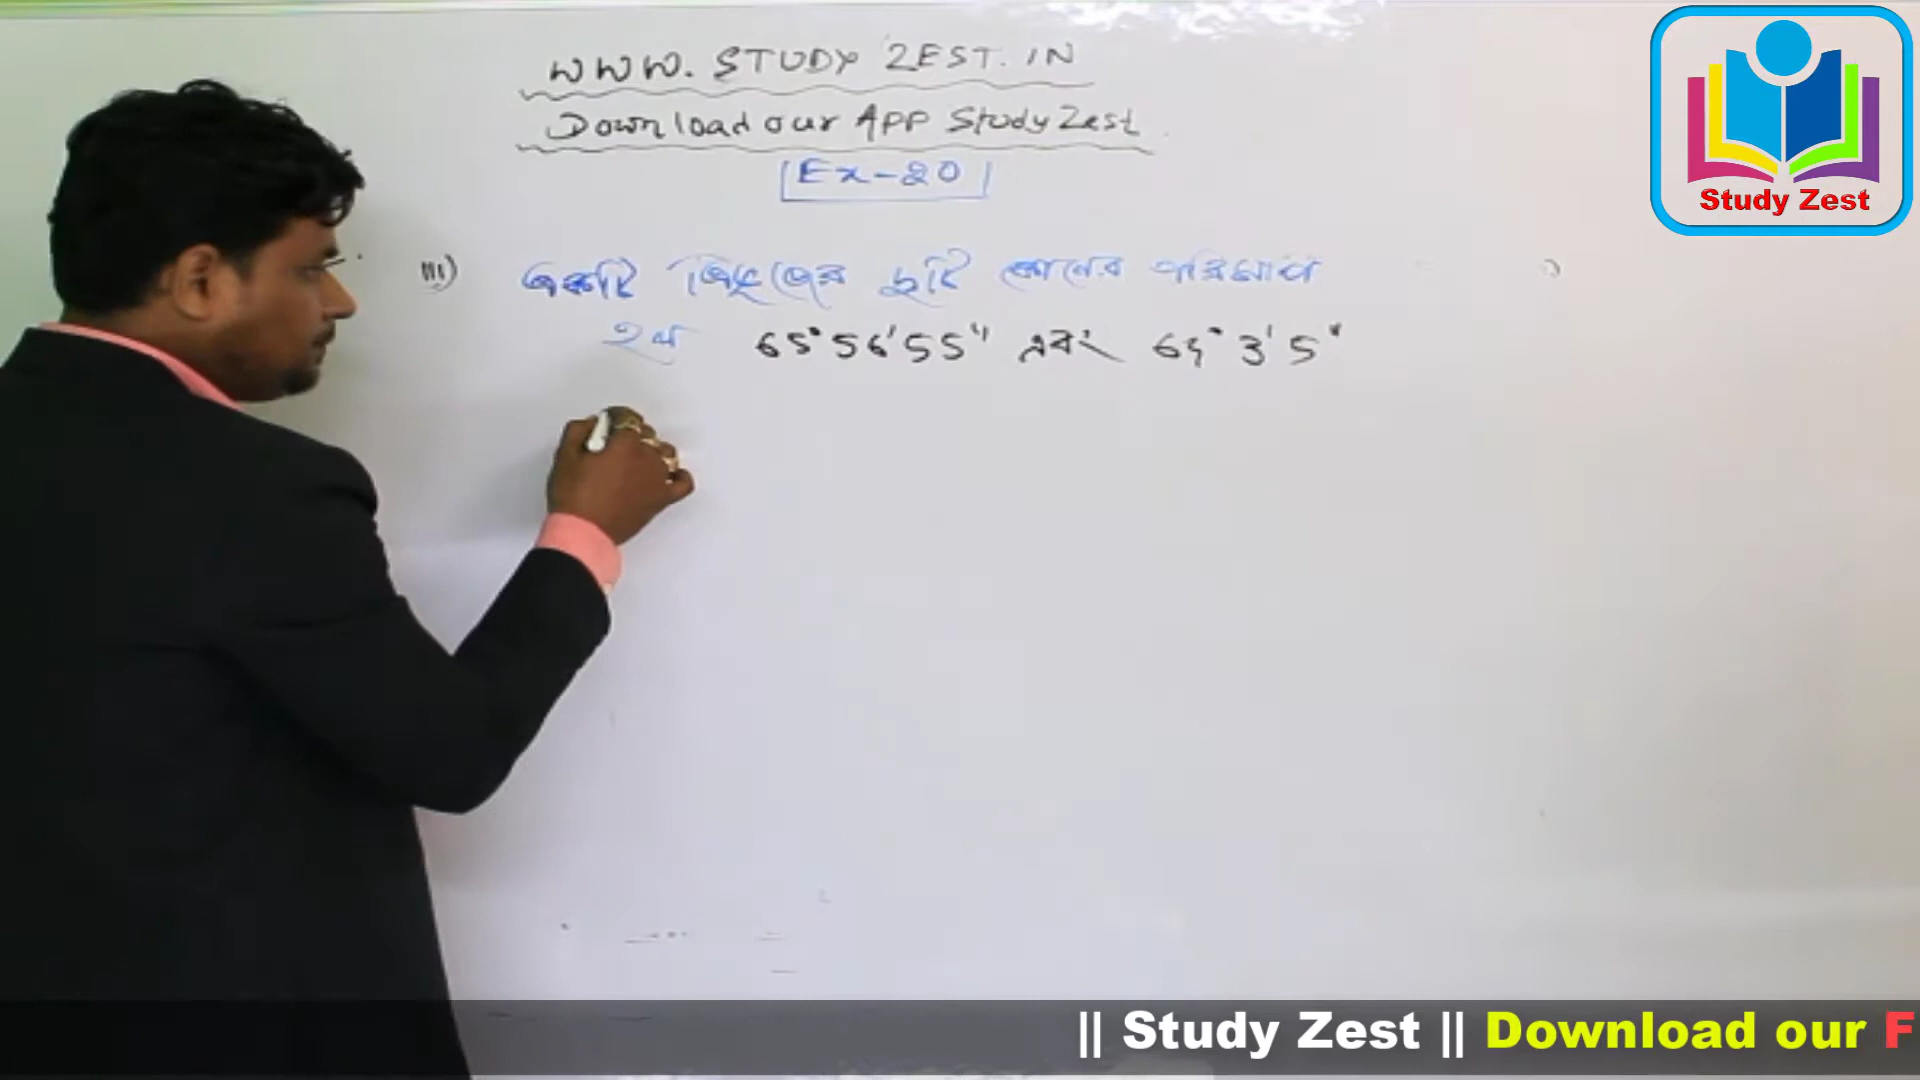 WWW. STUDY ZEST. IN
Download our APP Study Zest
Ex-20
III) একটি ত্রিভুজের দুটি কোণের পরিমাপ
হল 65° 56' 55" এবং 64° 3' 5"
Study Zest
|| Study Zest || Download our F